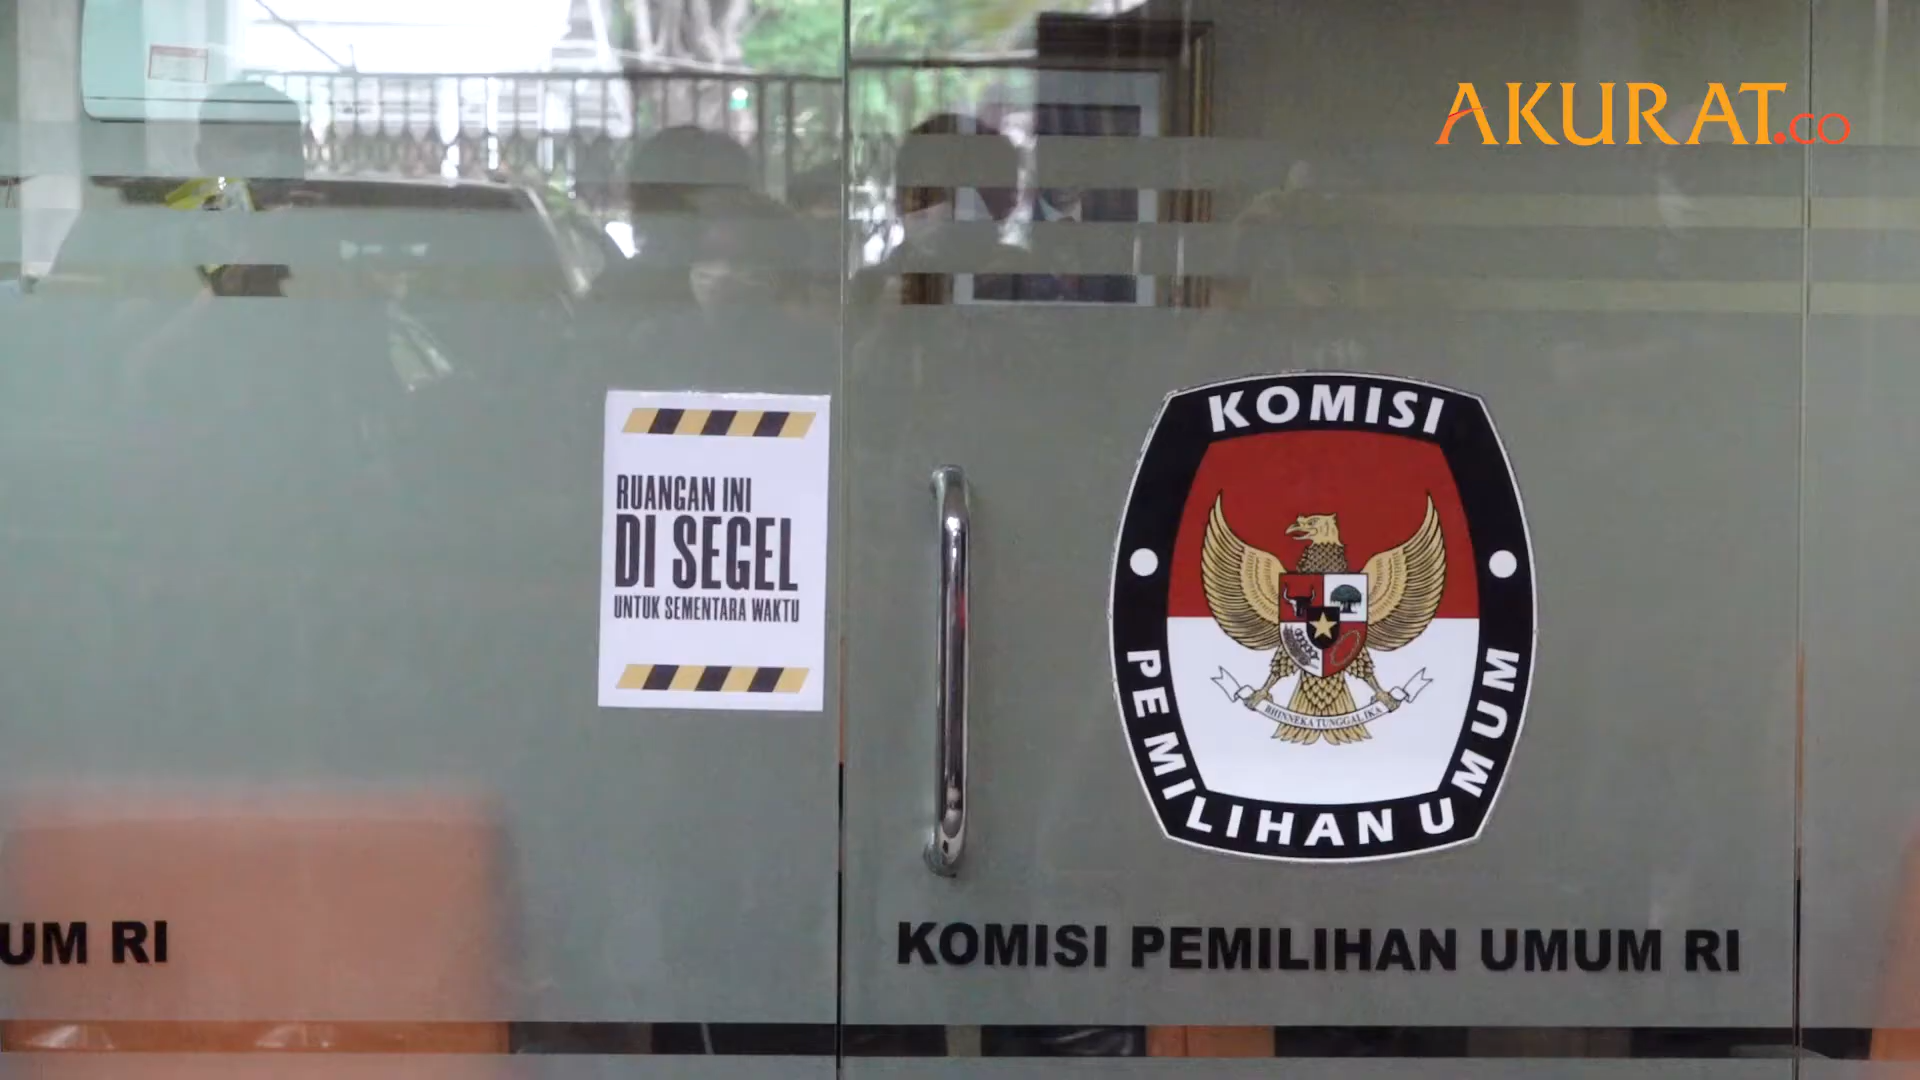 AKURAT.CO
RUANGAN INI
DI SEGEL
UNTUK SEMENTARA WAKTU
KOMISI
PEMILIHAN UMUM
BHINNEKA TUNGGAL IKA
UM RI
KOMISI PEMILIHAN UMUM RI